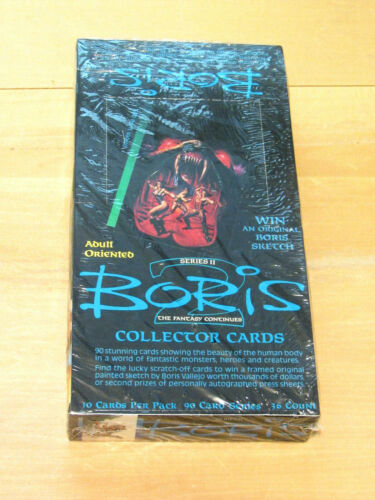 Boris
WIN
AN ORIGINAL
BORIS
SKETCH
Adult
Oriented
SERIES II
2
BORIS
THE FANTASY CONTINUES
COLLECTOR CARDS
90 stunning cards showing the beauty of the human body
in a world of fantastic monsters, heroes and creatures.
Find the lucky scratch-off cards to win a framed original
painted sketch by Boris Vallejo worth thousands of dollars
or second prizes of personally autographed press sheets.
10 Cards Per Pack 90 Card Series 36 Count